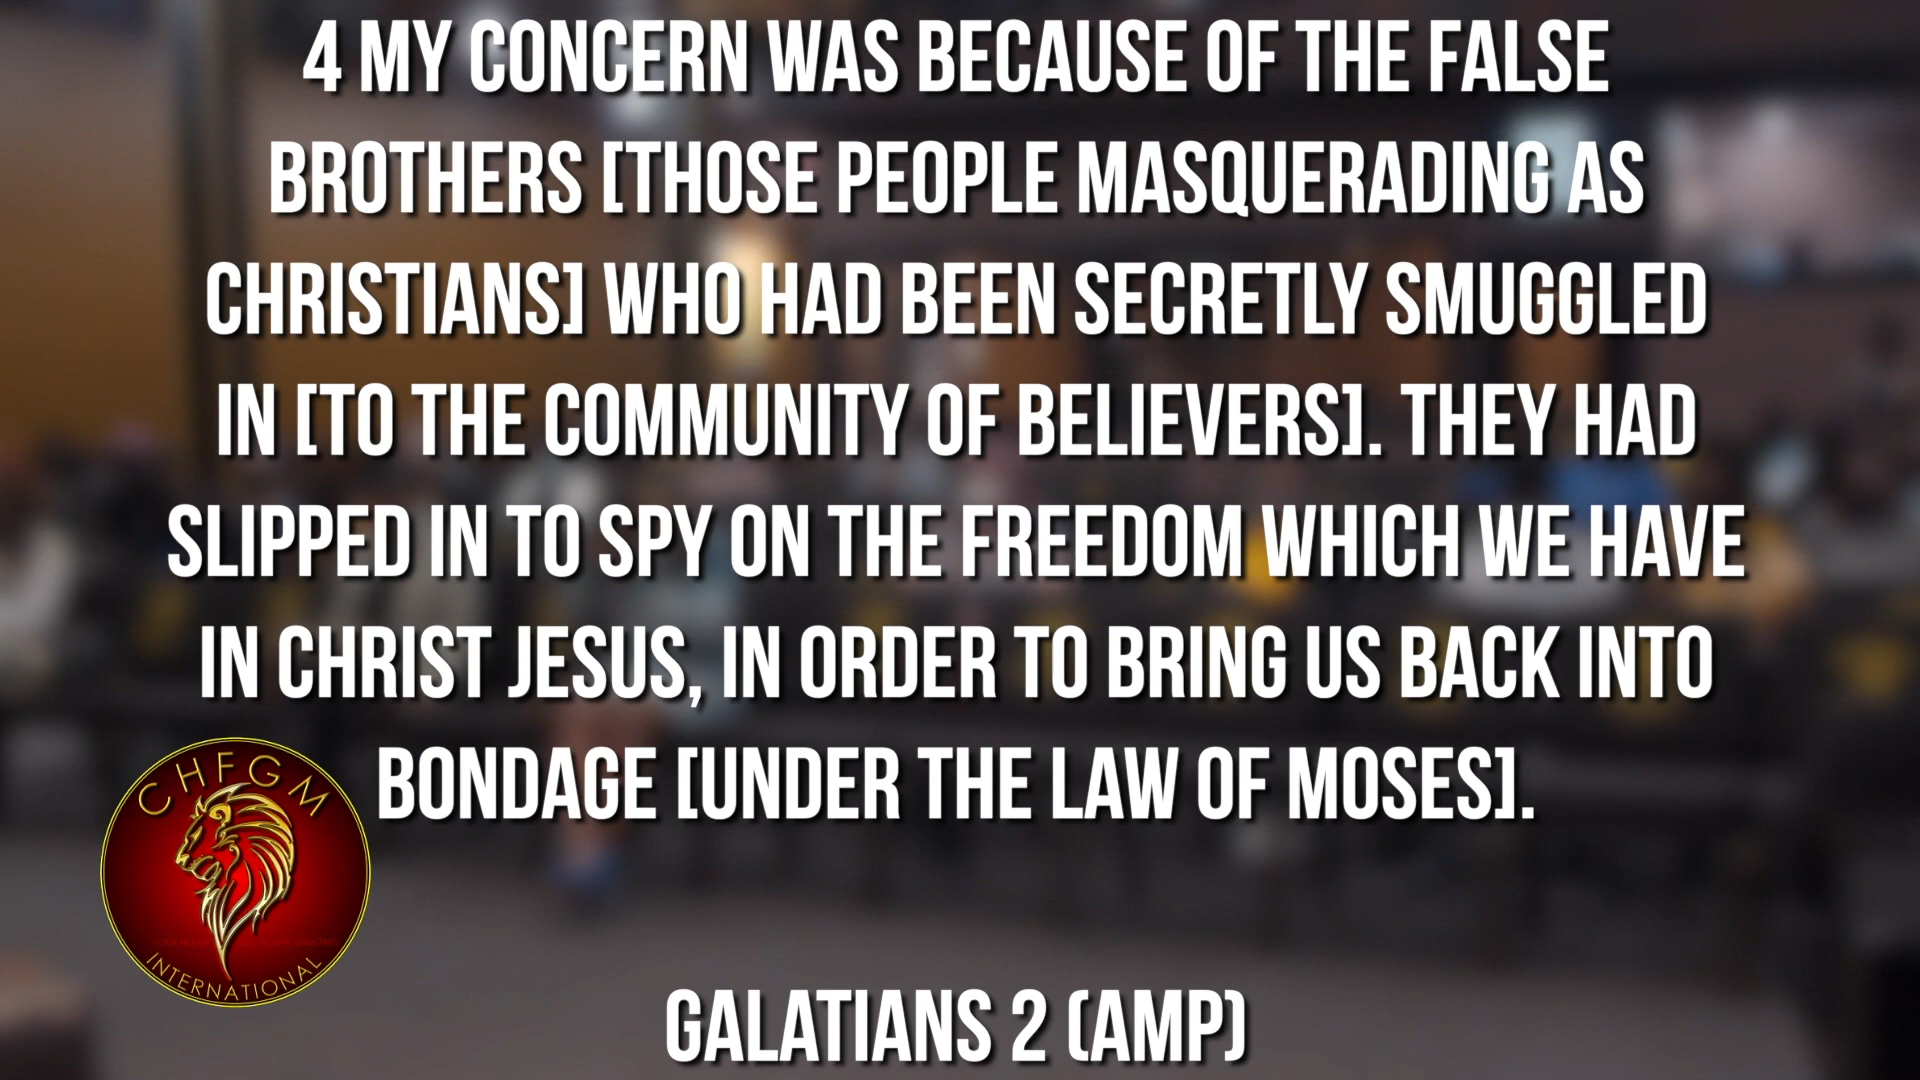 4 MY CONCERN WAS BECAUSE OF THE FALSE
BROTHERS [THOSE PEOPLE MASQUERADING AS
CHRISTIANS] WHO HAD BEEN SECRETLY SMUGGLED
IN [TO THE COMMUNITY OF BELIEVERS]. THEY HAD
SLIPPED IN TO SPY ON THE FREEDOM WHICH WE HAVE
IN CHRIST JESUS, IN ORDER TO BRING US BACK INTO
BONDAGE [UNDER THE LAW OF MOSES].
CHFGM
INTERNATIONAL
GALATIANS 2 (AMP)